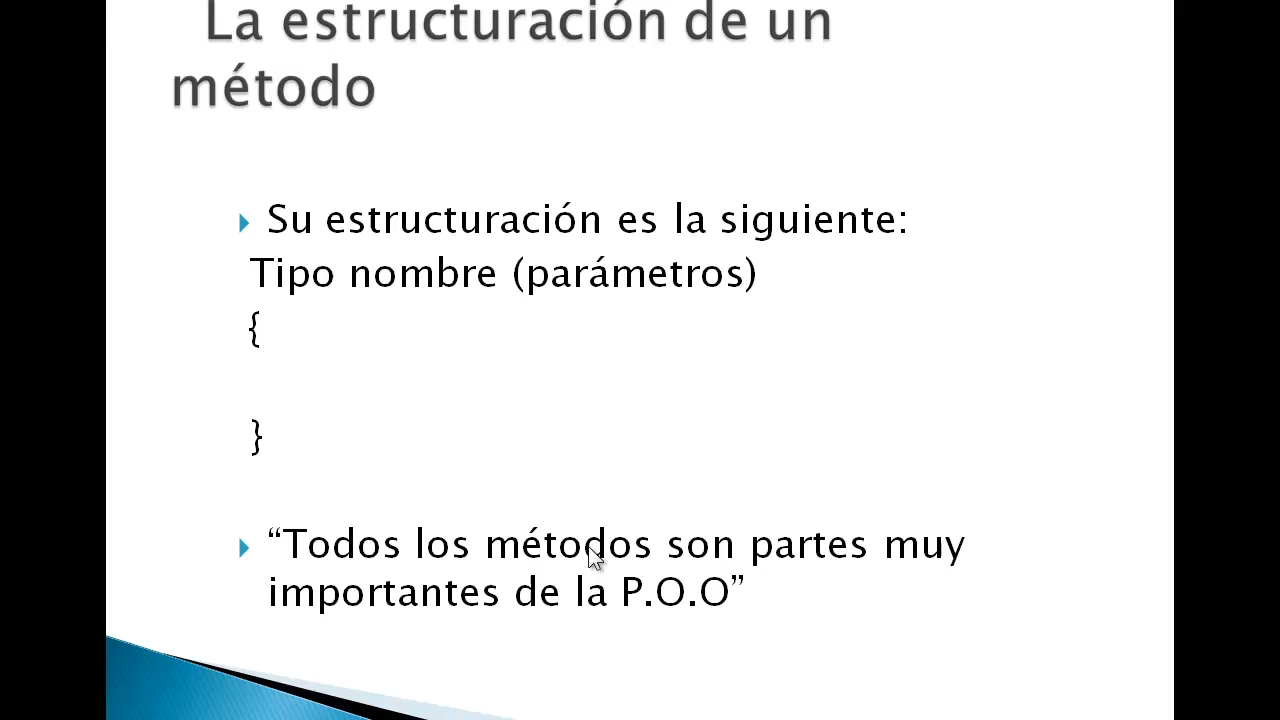 La estructuración de un
método
Su estructuración es la siguiente:
Tipo nombre (parámetros)
{
}
“Todos los métodos son partes muy
importantes de la P.O.O”